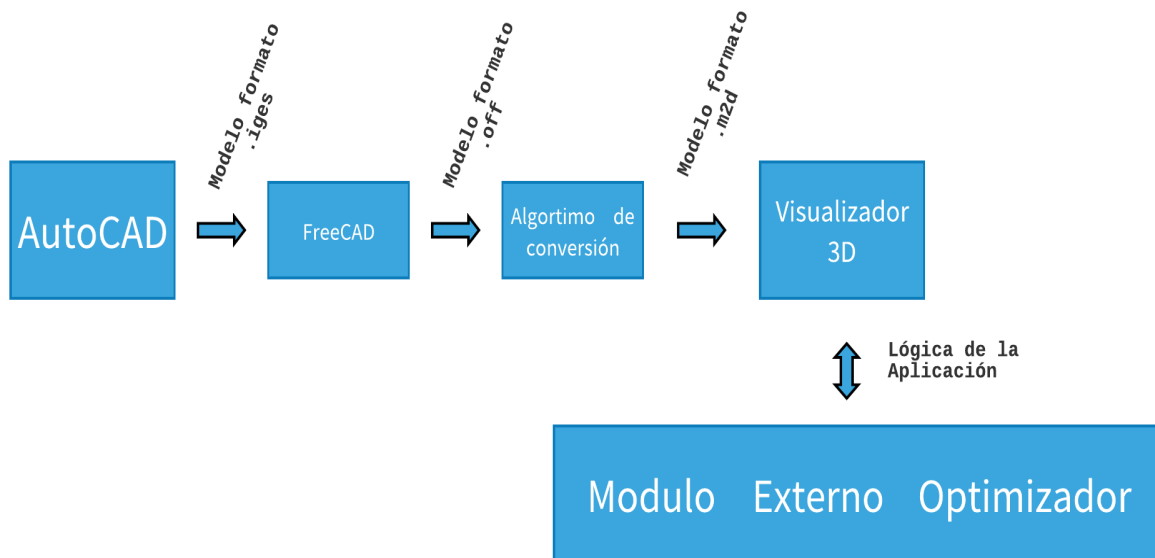 Modelo formato
.iges
Modelo formato
.off
Modelo formato
.m2d
AutoCAD
FreeCAD
Algortimo de
conversión
Visualizador
3D
Lógica de la
Aplicación
Modulo Externo Optimizador